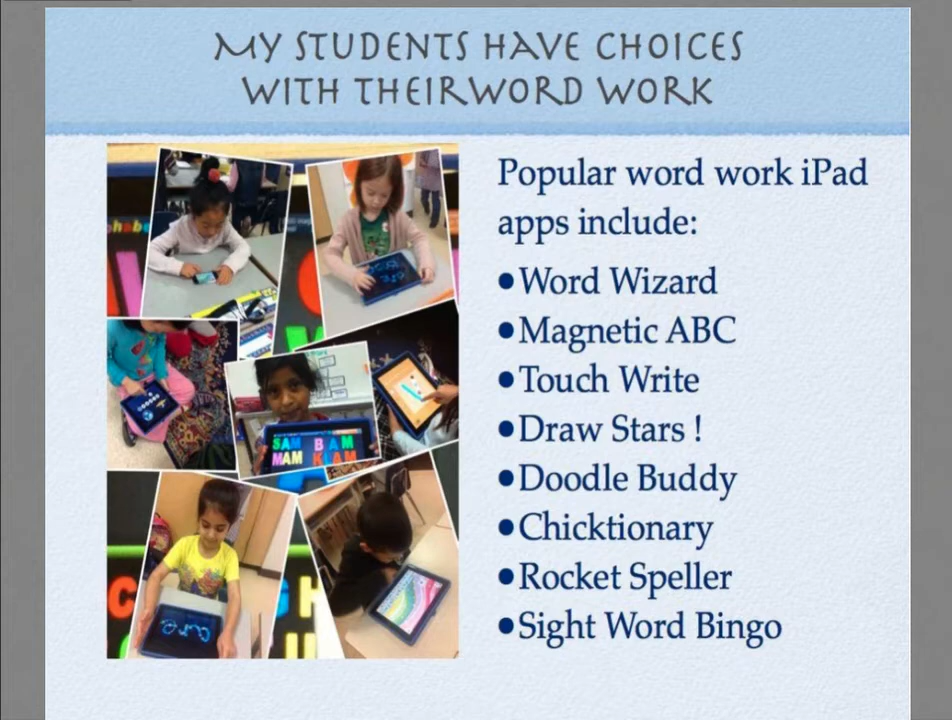 MY STUDENTS HAVE CHOICES
WITH THEIRWORD WORK
Popular word work iPad
apps include:
•Word Wizard
•Magnetic ABC
•Touch Write
•Draw Stars !
•Doodle Buddy
•Chicktionary
•Rocket Speller
•Sight Word Bingo
SAM BAM
MAM KLAM